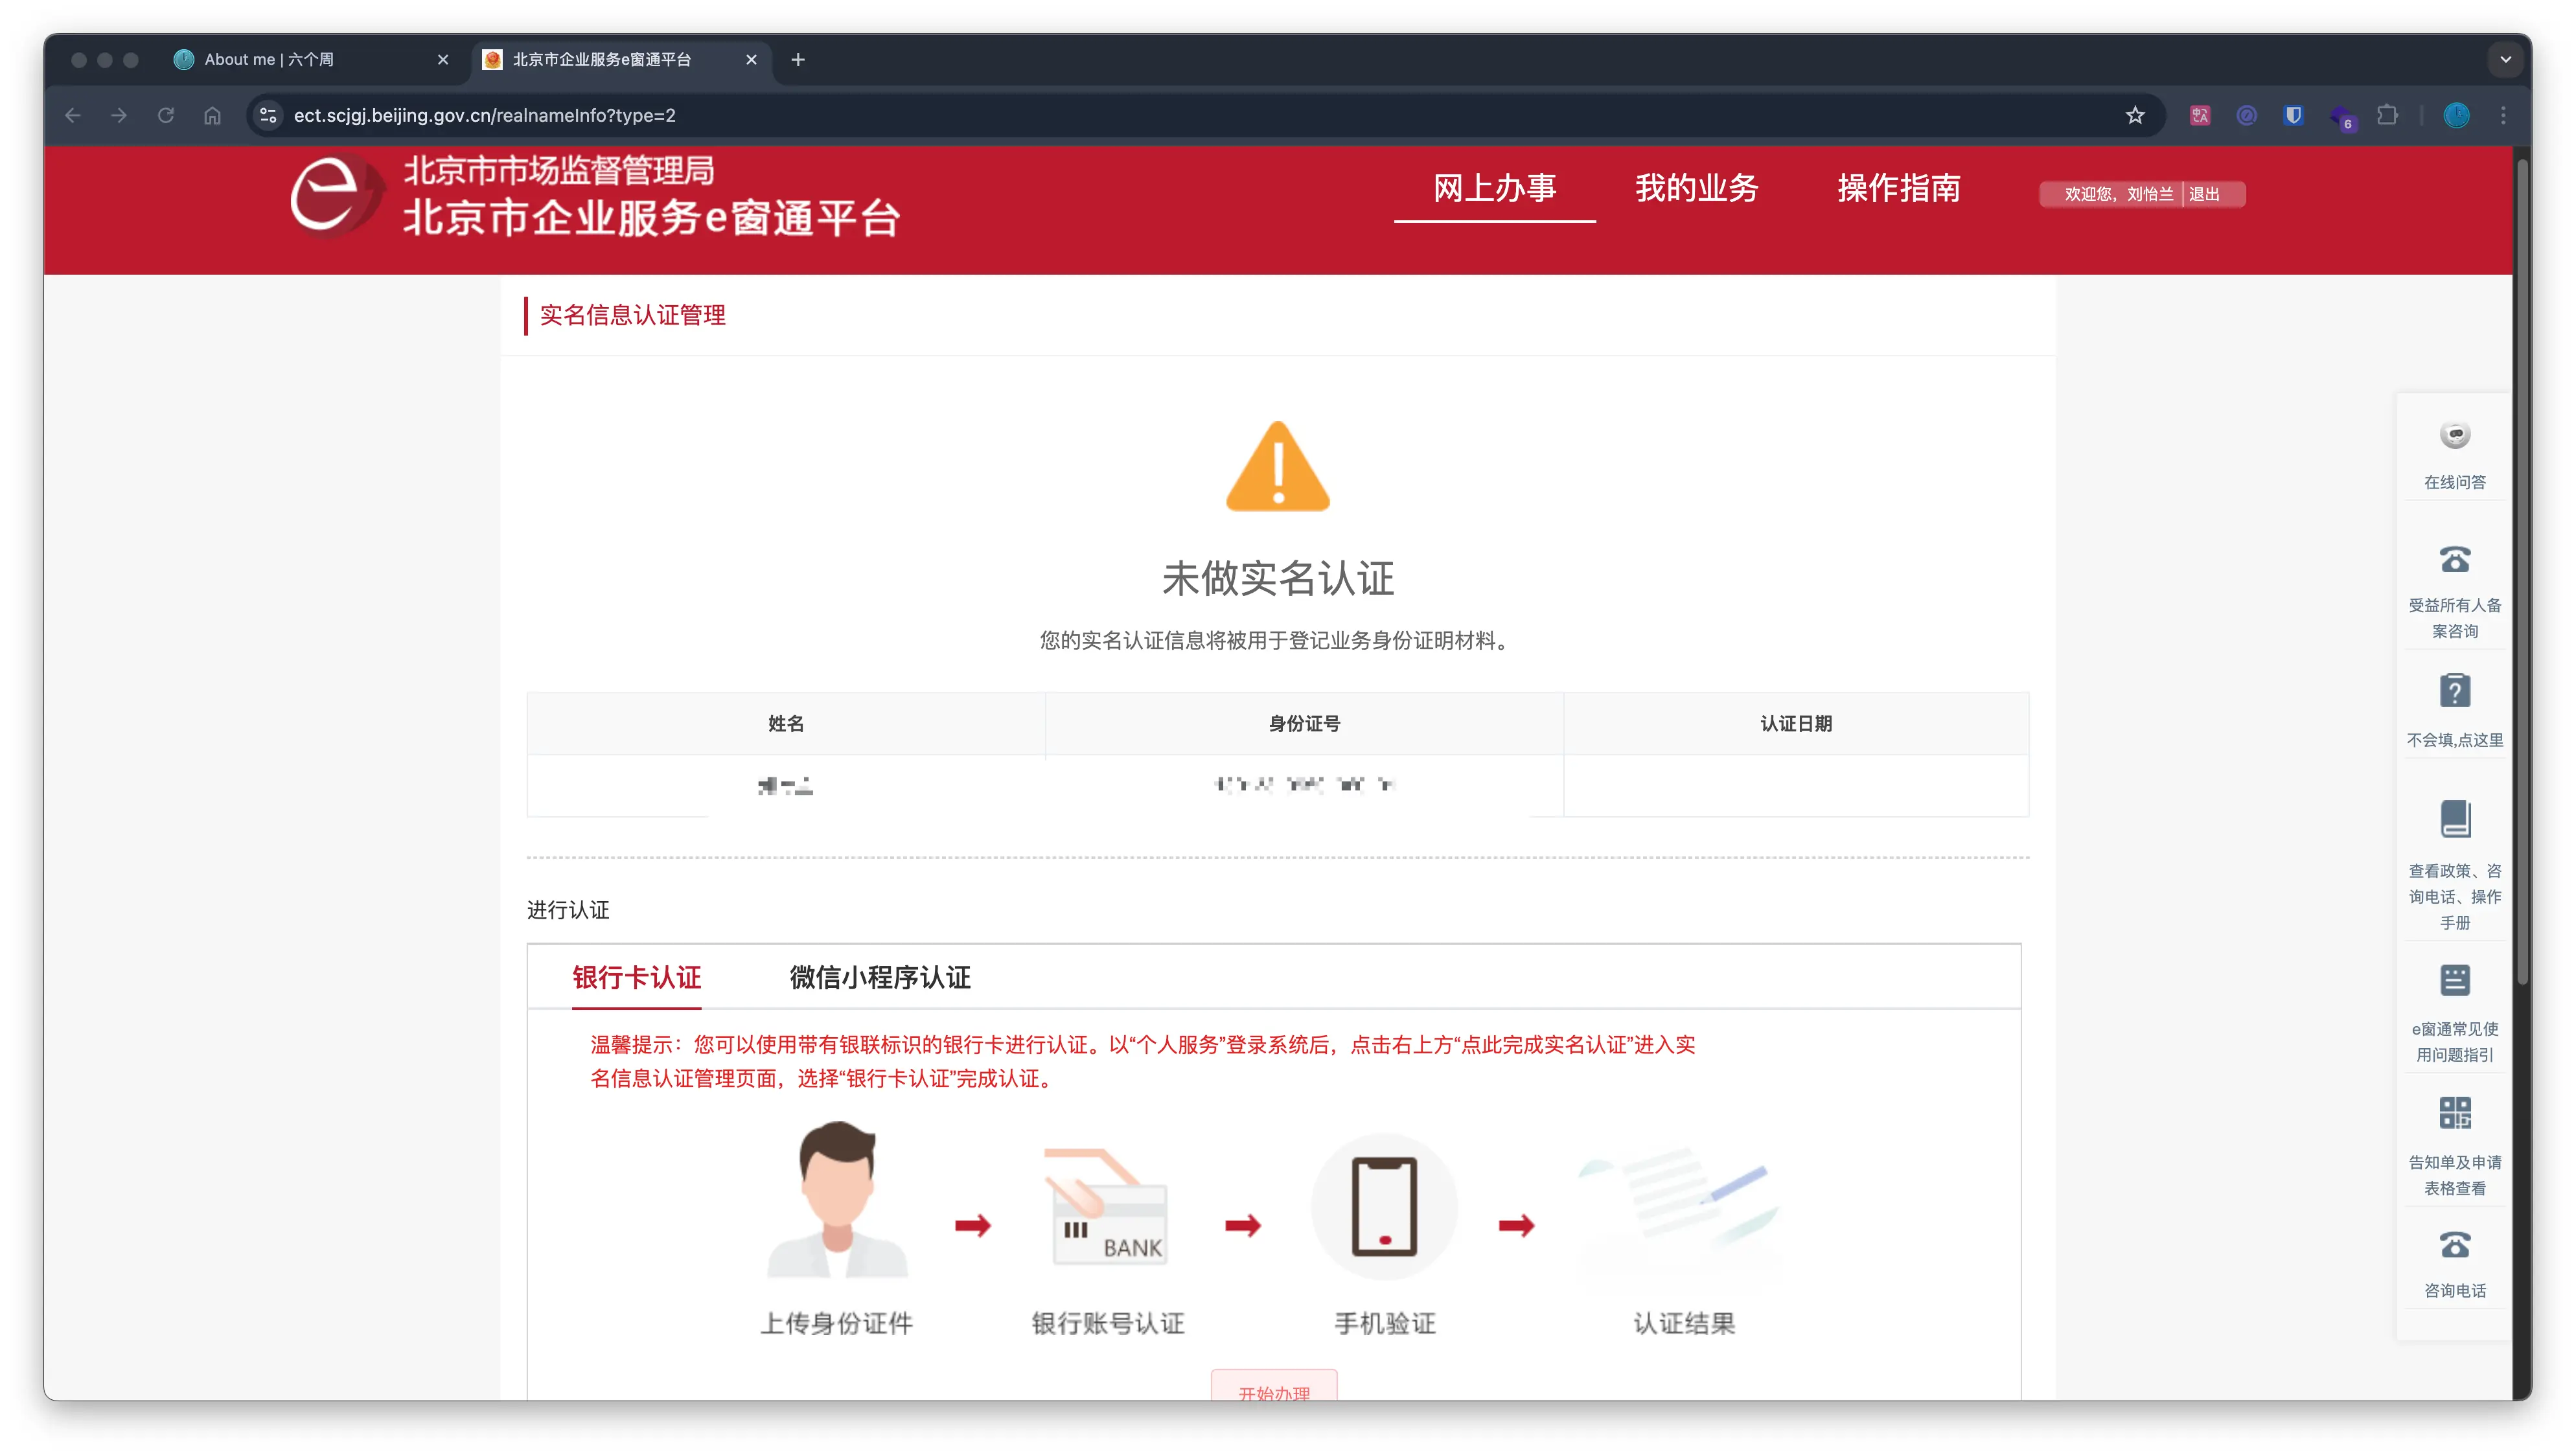 About me | 六个周
北京市企业服务e窗通平台
ect.scjgj.beijing.gov.cn/realnameInfo?type=2
6
北京市市场监督管理局
北京市企业服务e窗通平台
网上办事
我的业务
操作指南
欢迎您，刘怡兰
退出
实名信息认证管理
未做实名认证
您的实名认证信息将被用于登记业务身份证明材料。
姓名
身份证号
认证日期
进行认证
银行卡认证
微信小程序认证
温馨提示：您可以使用带有银联标识的银行卡进行认证。以“个人服务”登录系统后，点击右上方“点此完成实名认证”进入实
名信息认证管理页面，选择“银行卡认证”完成认证。
BANK
上传身份证件
银行账号认证
手机验证
认证结果
开始办理
在线问答
受益所有人备
案咨询
不会填,点这里
查看政策、咨
询电话、操作
手册
e窗通常见使
用问题指引
告知单及申请
表格查看
咨询电话